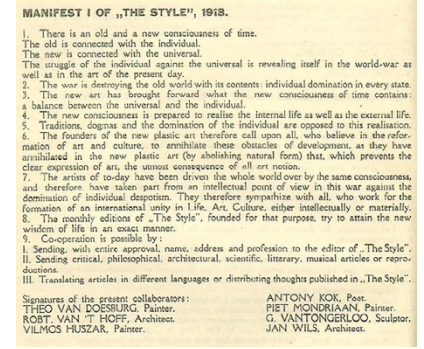 MANIFEST I OF „THE STYLE”, 1918.
1. There is an old and a new consciousness of time.
The old is connected with the individual.
The new is connected with the universal.
The struggle of the individual against the universal is revealing itself in the world-war as
well as in the art of the present day.
2. The war is destroying the old world with its contents: individual domination in every state.
3. The new art has brought forward what the new consciousness of time contains:
a balance between the universal and the individual.
4. The new consciousness is prepared to realise the internal life as well as the external life.
5. Traditions, dogmas and the domination of the individual are opposed to this realisation.
6. The founders of the new plastic art therefore call upon all, who believe in the refor-
mation of art and culture, to annihilate these obstacles of development, as they have
annihilated in the new plastic art (by abolishing natural form) that, which prevents the
clear expression of art, the utmost consequence of all art notion.
7. The artists of to-day have been driven the whole world over by the same consciousness,
and therefore have taken part from an intellectual point of view in this war against the
domination of individual despotism. They therefore sympathize with all, who work for the
formation of an international unity in Life, Art, Culture, either intellectually or materially.
8. The monthly editions of „The Style”, founded for that purpose, try to attain the new
wisdom of life in an exact manner.
9. Co-operation is possible by:
I. Sending, with entire approval, name, address and profession to the editor of „The Style”.
II. Sending critical, philosophical, architectural, scientific, litterary, musical articles or repro-
ductions.
III. Translating articles in different languages or distributing thoughts published in „The Style”.
Signatures of the present collaborators:
THEO VAN DOESBURG, Painter.
ROBT. VAN 'T HOFF, Architect.
VILMOS HUSZAR, Painter.
ANTONY KOK, Poet.
PIET MONDRIAAN, Painter.
G. VANTONGERLOO, Sculptor.
JAN WILS, Architect.